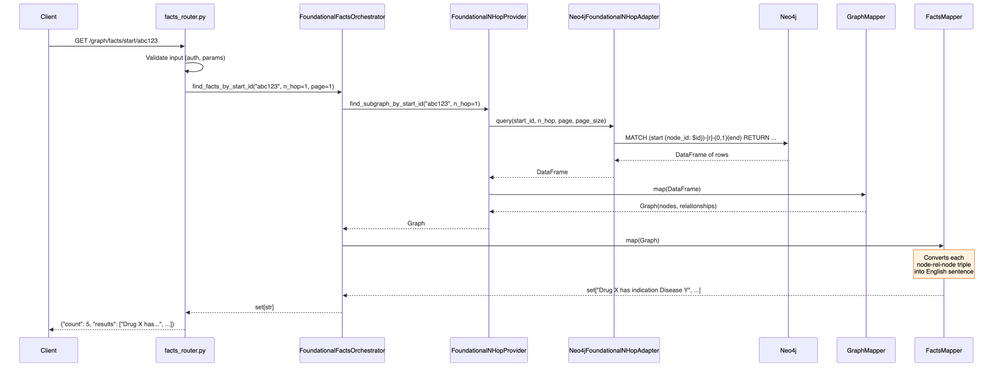 Client
facts_router.py
FoundationalFactsOrchestrator
FoundationalNHopProvider
Neo4jFoundationalNHopAdapter
Neo4j
GraphMapper
FactsMapper
GET /graph/facts/start/abc123
Validate input (auth, params)
find_facts_by_start_id("abc123", n_hop=1, page=1)
find_subgraph_by_start_id("abc123", n_hop=1)
query(start_id, n_hop, page, page_size)
MATCH (start {node_id: $id})-[r]-{0,1}(end) RETURN ...
DataFrame of rows
DataFrame
map(DataFrame)
Graph(nodes, relationships)
Graph
map(Graph)
Converts each
node-rel-node triple
into English sentence
set["Drug X has indication Disease Y", ...]
set[str]
{"count": 5, "results": ["Drug X has...", ...]}
Client
facts_router.py
FoundationalFactsOrchestrator
FoundationalNHopProvider
Neo4jFoundationalNHopAdapter
Neo4j
GraphMapper
FactsMapper